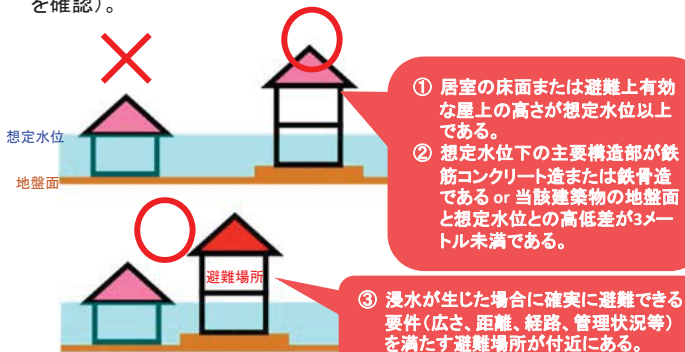 を確認）。
① 居室の床面または避難上有効
な屋上の高さが想定水位以上
である。
② 想定水位下の主要構造部が鉄
筋コンクリート造または鉄骨造
である or 当該建築物の地盤面
と想定水位との高低差が3メー
トル未満である。
想定水位
地盤面
避難場所
③ 浸水が生じた場合に確実に避難できる
要件（広さ、距離、経路、管理状況等）
を満たす避難場所が付近にある。